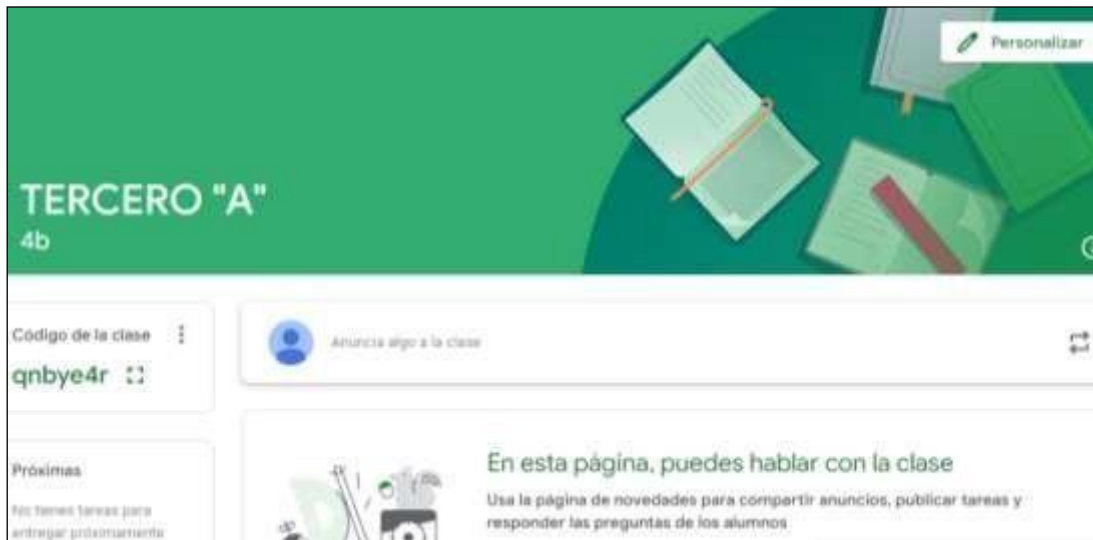 Personalizar
TERCERO "A"
4b
Código de la clase
qnbye4r
Anuncia algo a la clase
Próximas
No tienes tareas para
entregar próximamente
En esta página, puedes hablar con la clase
Usa la página de novedades para compartir anuncios, publicar tareas y
responder las preguntas de los alumnos